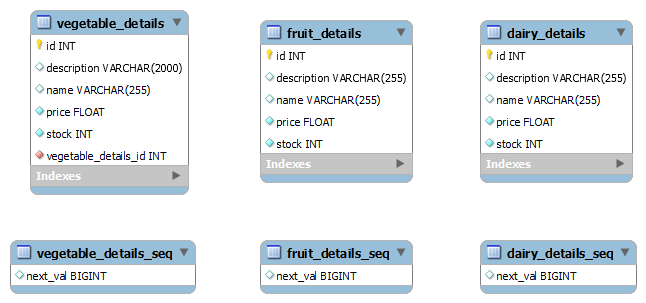 vegetable_details
id INT
description VARCHAR(2000)
name VARCHAR(255)
price FLOAT
stock INT
vegetable_details_id INT
Indexes
fruit_details
id INT
description VARCHAR(255)
name VARCHAR(255)
price FLOAT
stock INT
Indexes
dairy_details
id INT
description VARCHAR(255)
name VARCHAR(255)
price FLOAT
stock INT
Indexes
vegetable_details_seq
next_val BIGINT
fruit_details_seq
next_val BIGINT
dairy_details_seq
next_val BIGINT